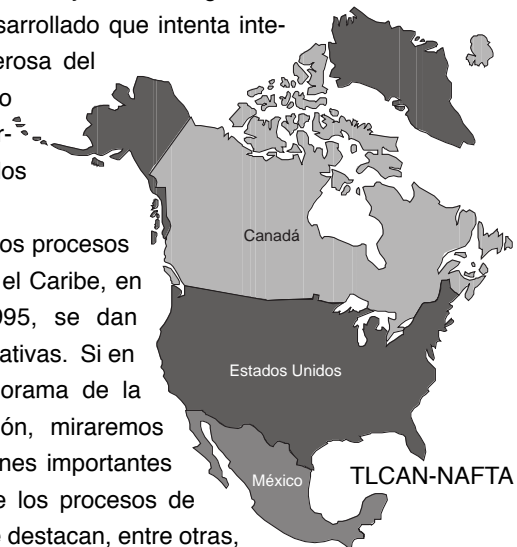 sarrollado que intenta inte-
erosa del
o
r-
los
os procesos
el Caribe, en
995, se dan
ativas. Si en
orama de la
ón, miraremos
nes importantes
e los procesos de
e destacan, entre otras,
Canadá
Estados Unidos
México
TLCAN-NAFTA